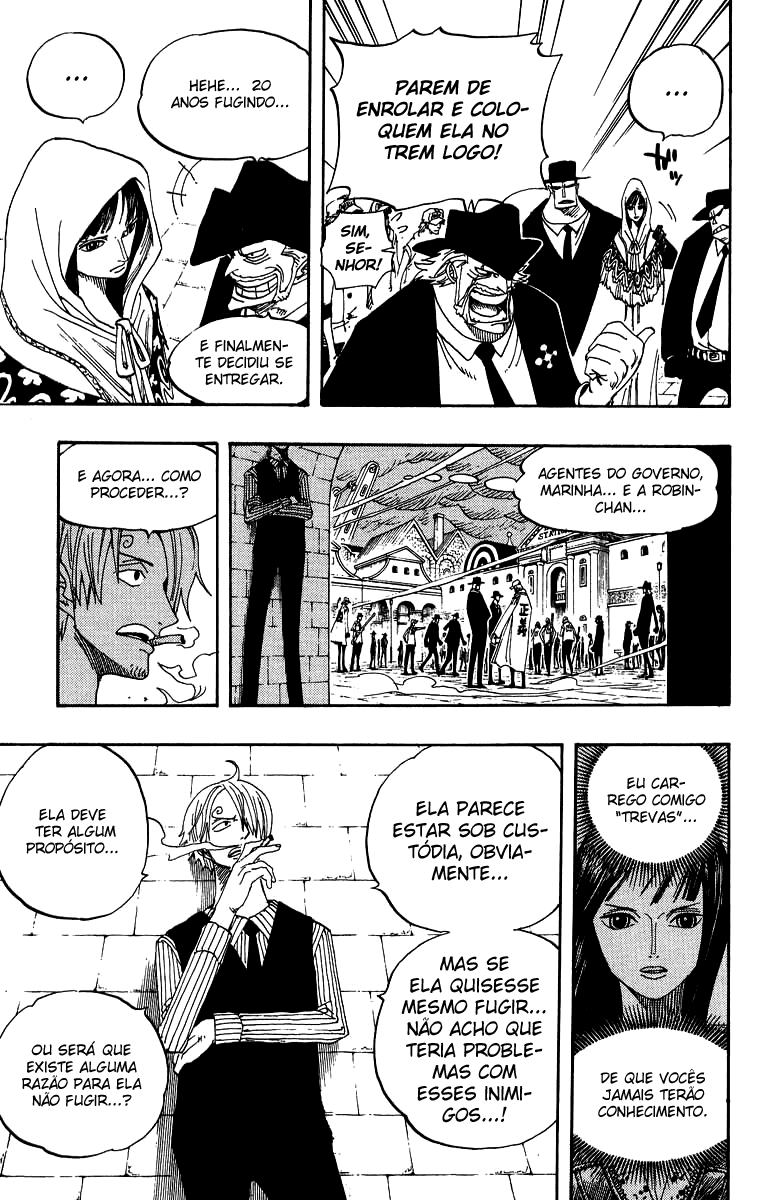 ...
PAREM DE
ENROLAR E COLO-
QUEM ELA NO
TREM LOGO!
SIM,
SE-
NHOR!
HEHE... 20
ANOS FUGINDO...
...
E FINALMEN-
TE DECIDIU SE
ENTREGAR.
AGENTES DO GOVERNO,
MARINHA... E A ROBIN-
CHAN...
E AGORA... COMO
PROCEDER...?
EU CAR-
REGO COMIGO
"TREVAS"...
DE QUE VOCÊS
JAMAIS TERÃO
CONHECIMENTO.
ELA PARECE
ESTAR SOB CUS-
TÓDIA, OBVIA-
MENTE...
MAS SE
ELA QUISESSE
MESMO FUGIR...
NÃO ACHO QUE
TERIA PROBLE-
MAS COM
ESSES INIMI-
GOS...!
ELA DEVE
TER ALGUM
PROPÓSITO...
OU SERÁ QUE
EXISTE ALGUMA
RAZÃO PARA ELA
NÃO FUGIR...?